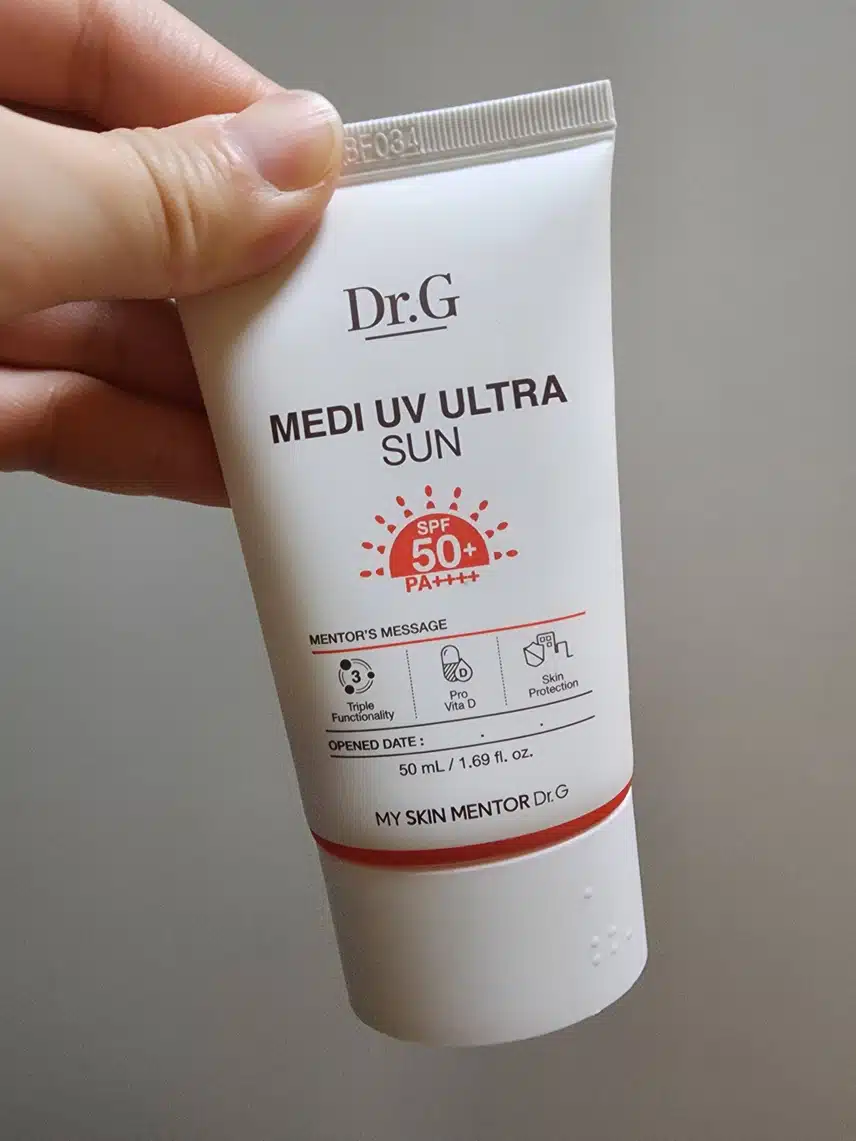 BF034
Dr.G
MEDI UV ULTRA
SUN
SPF
50+
PA++++
MENTOR'S MESSAGE
3
Triple
Functionality
D
Pro
Vita D
Skin
Protection
OPENED DATE : . .
50 mL / 1.69 fl. oz.
MY SKIN MENTOR Dr.G